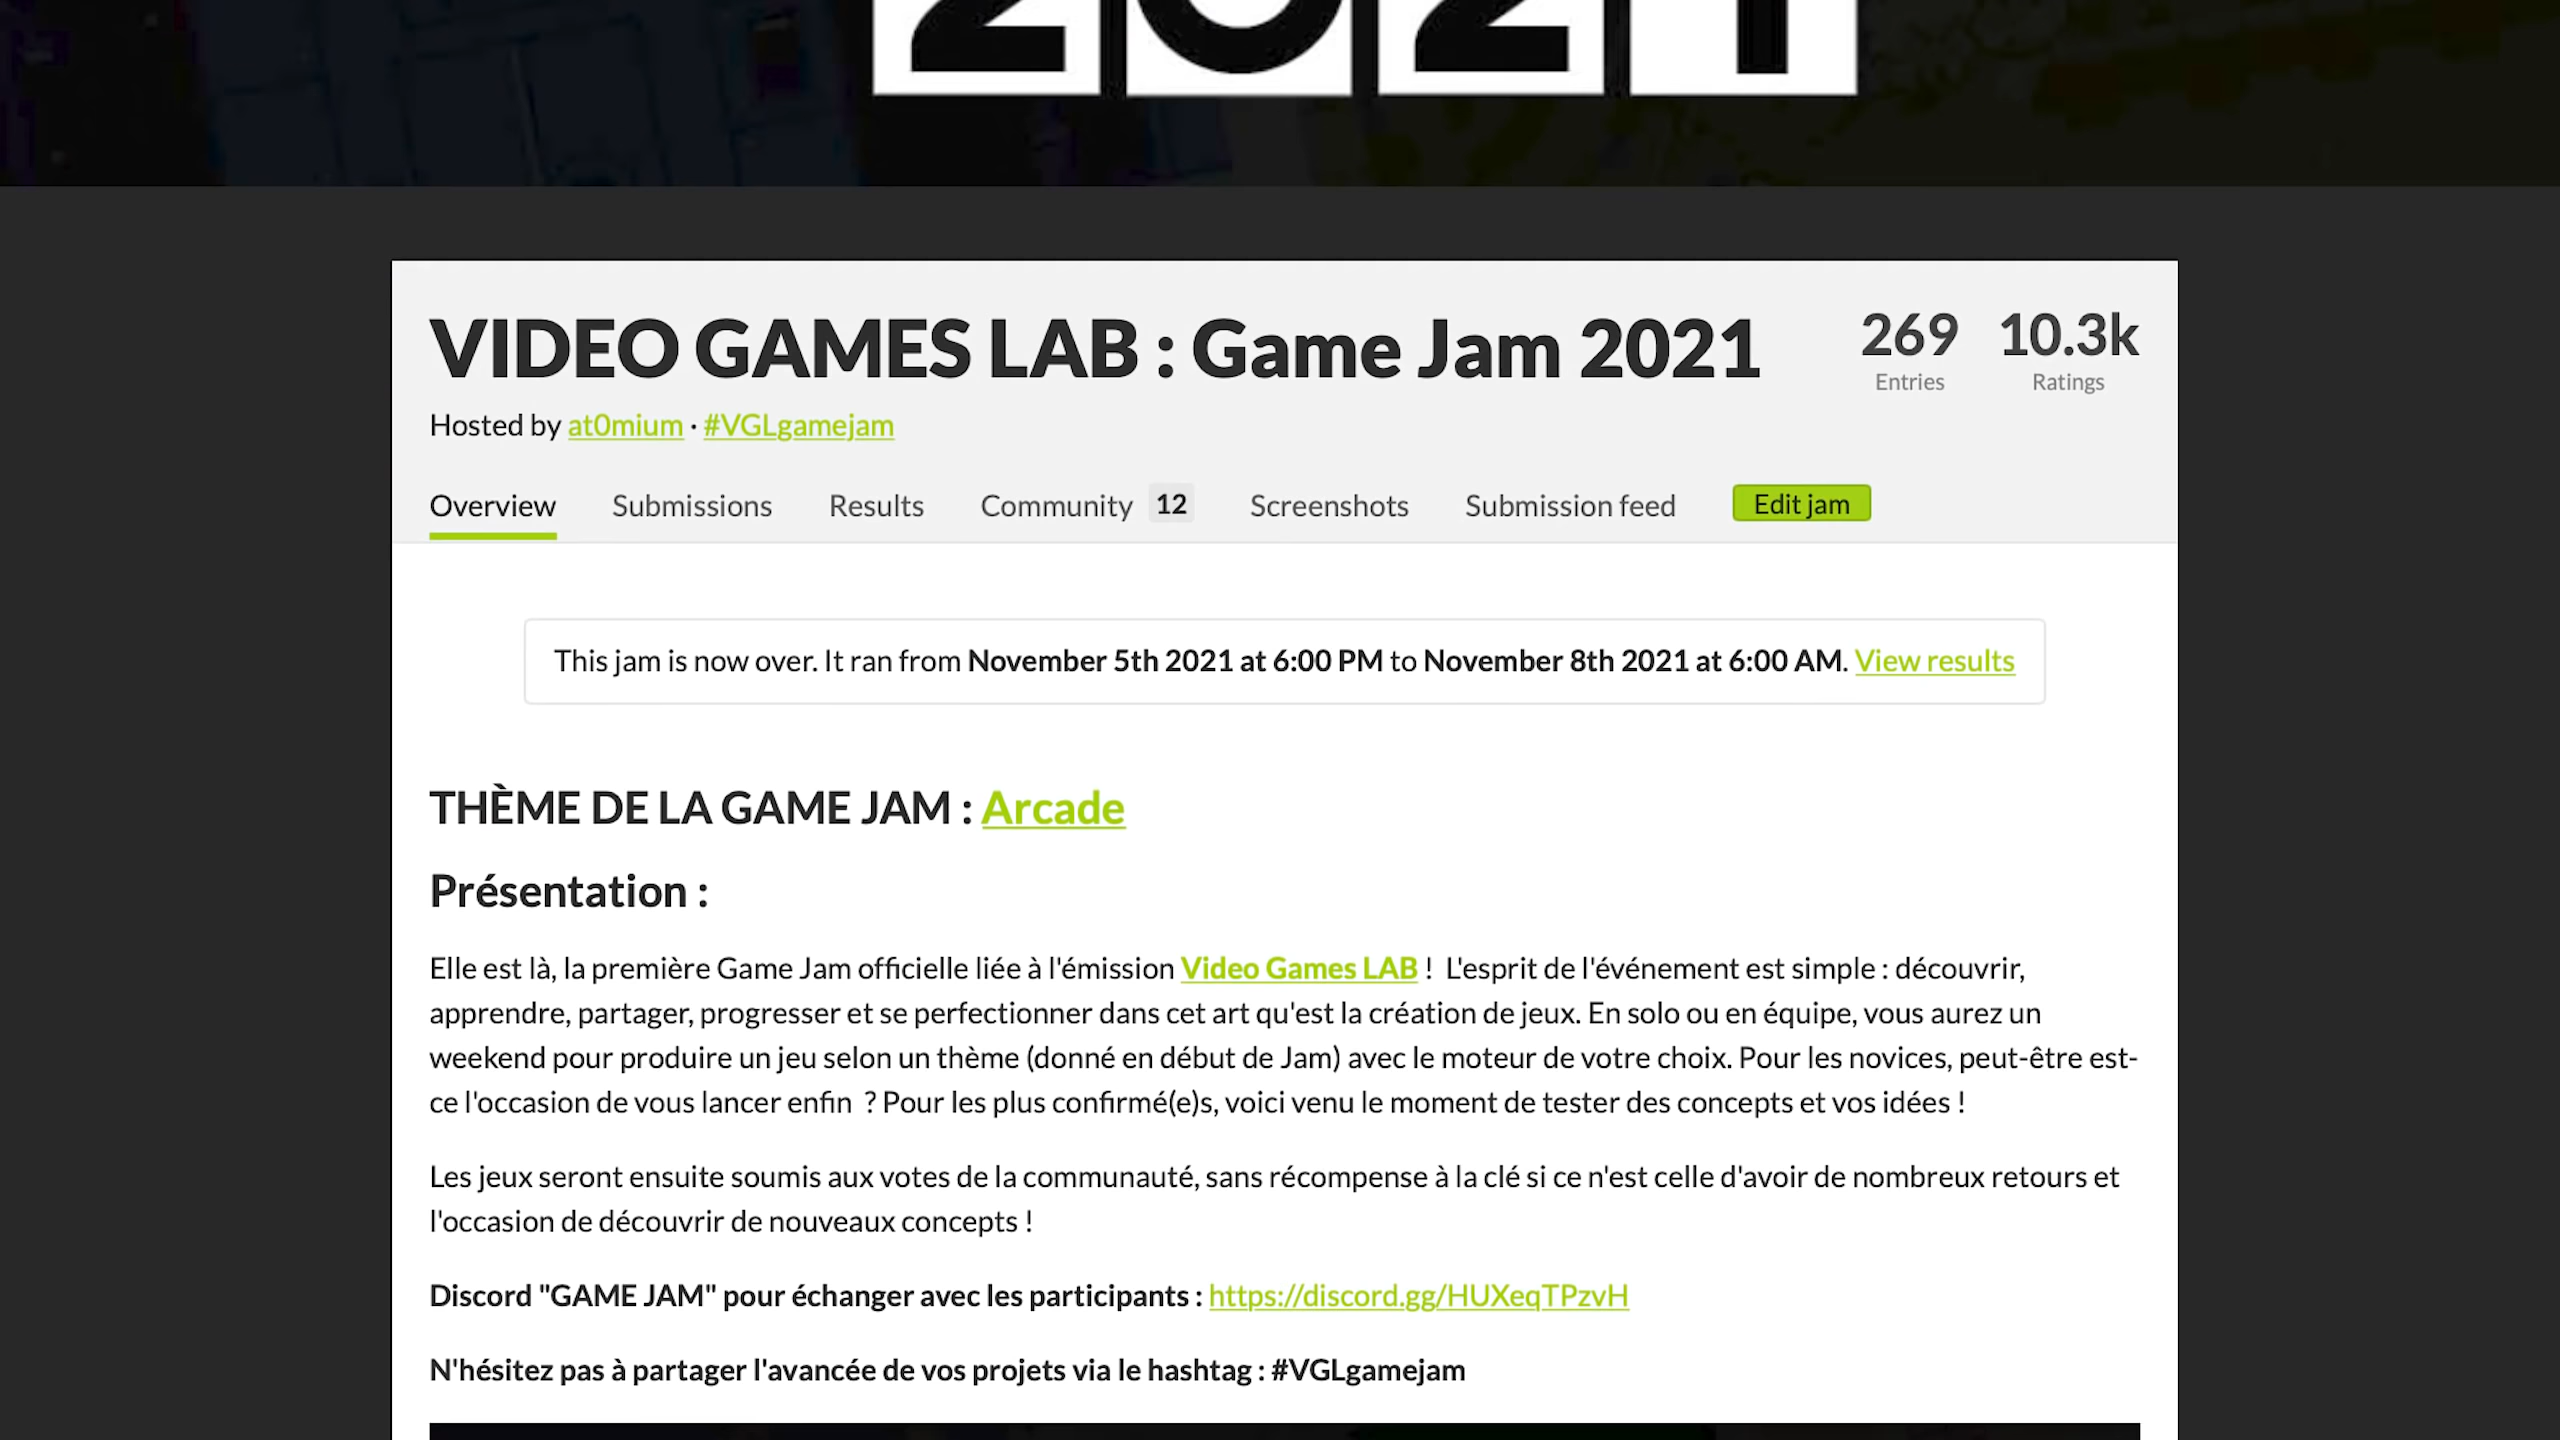 2021
VIDEO GAMES LAB : Game Jam 2021
269
Entries
10.3k
Ratings
Hosted by at0mium · #VGLgamejam
Overview
Submissions
Results
Community 12
Screenshots
Submission feed
Edit jam
This jam is now over. It ran from November 5th 2021 at 6:00 PM to November 8th 2021 at 6:00 AM. View results
THÈME DE LA GAME JAM : Arcade
Présentation :
Elle est là, la première Game Jam officielle liée à l'émission Video Games LAB ! L'esprit de l'événement est simple : découvrir,
apprendre, partager, progresser et se perfectionner dans cet art qu'est la création de jeux. En solo ou en équipe, vous aurez un
weekend pour produire un jeu selon un thème (donné en début de Jam) avec le moteur de votre choix. Pour les novices, peut-être est-
ce l'occasion de vous lancer enfin ? Pour les plus confirmé(e)s, voici venu le moment de tester des concepts et vos idées !
Les jeux seront ensuite soumis aux votes de la communauté, sans récompense à la clé si ce n'est celle d'avoir de nombreux retours et
l'occasion de découvrir de nouveaux concepts !
Discord "GAME JAM" pour échanger avec les participants : https://discord.gg/HUXeqTPzvH
N'hésitez pas à partager l'avancée de vos projets via le hashtag : #VGLgamejam